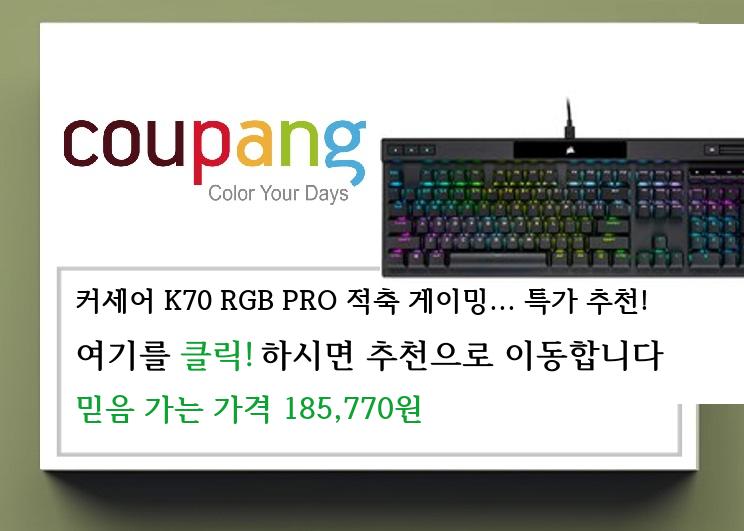 coupang
Color Your Days
커세어 K70 RGB PRO 적축 게이밍... 특가 추천!
여기를 클릭! 하시면 추천으로 이동합니다
믿음 가는 가격 185,770원